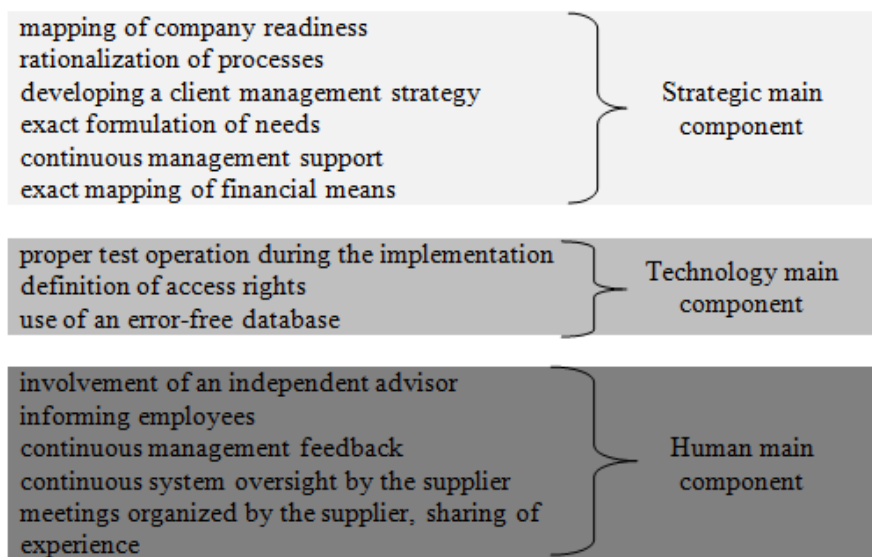 mapping of company readiness
rationalization of processes
developing a client management strategy
exact formulation of needs
continuous management support
exact mapping of financial means
Strategic main
component
proper test operation during the implementation
definition of access rights
use of an error-free database
Technology main
component
involvement of an independent advisor
informing employees
continuous management feedback
continuous system oversight by the supplier
meetings organized by the supplier, sharing of
experience
Human main
component